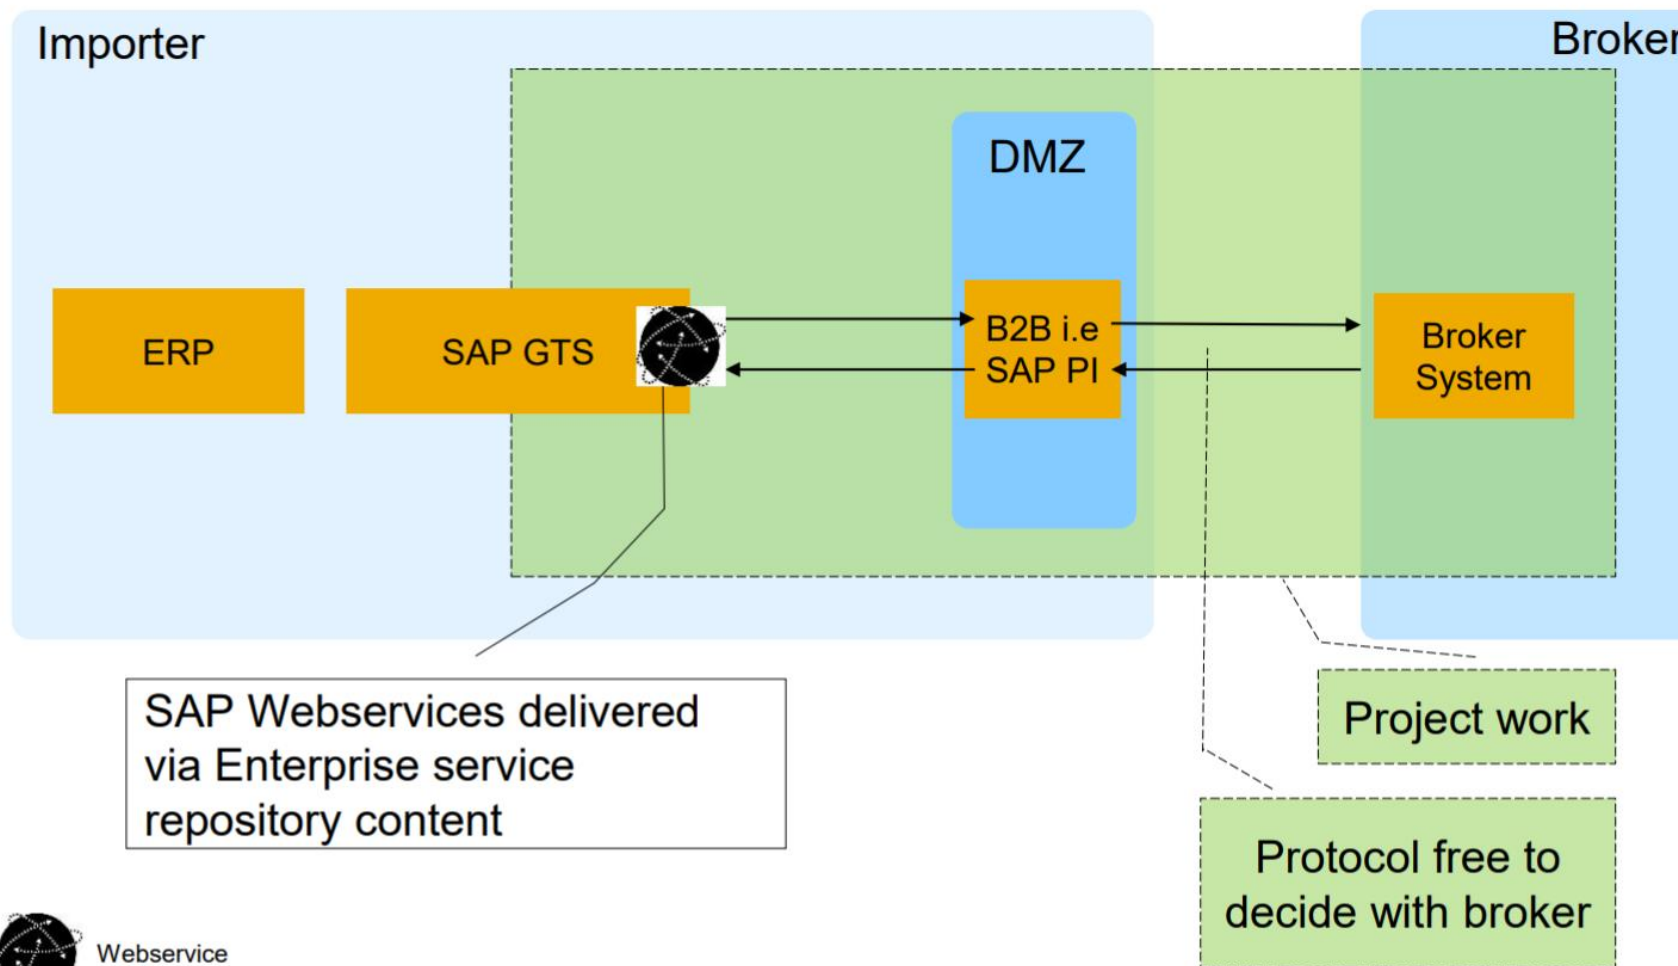 Importer
Broker
DMZ
ERP
SAP GTS
B2B i.e
SAP PI
Broker
System
SAP Webservices delivered
via Enterprise service
repository content
Project work
Protocol free to
decide with broker
Webservice